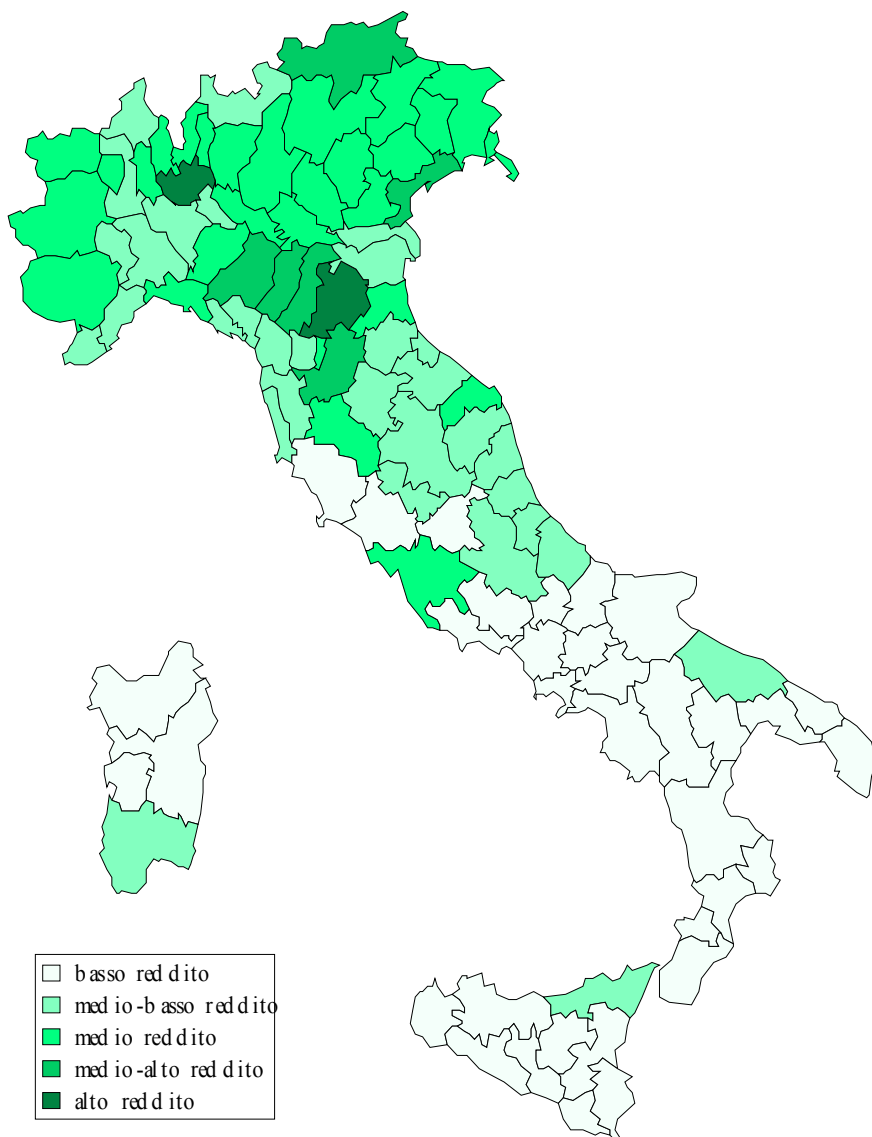 basso reddito
medio-basso reddito
medio reddito
medio-alto reddito
alto reddito